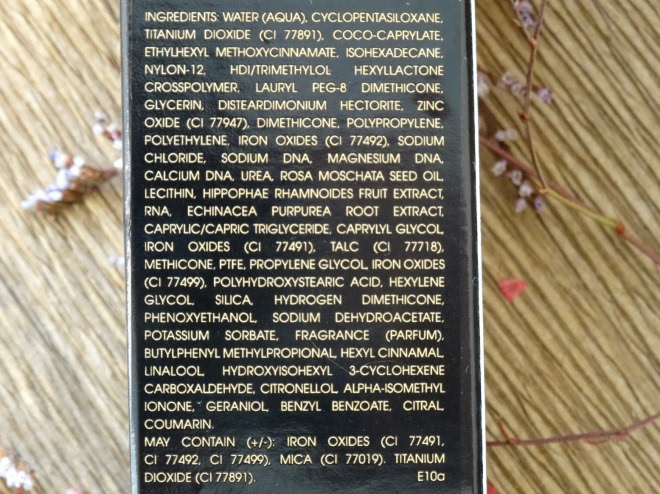 INGREDIENTS: WATER (AQUA), CYCLOPENTASILOXANE,
TITANIUM DIOXIDE (CI 77891), COCO-CAPRYLATE,
ETHYLHEXYL METHOXYCINNAMATE, ISOHEXADECANE,
NYLON-12, HDI/TRIMETHYLOL HEXYLLACTONE
CROSSPOLYMER, LAURYL PEG-8 DIMETHICONE,
GLYCERIN, DISTEARDIMONIUM HECTORITE, ZINC
OXIDE (CI 77947), DIMETHICONE, POLYPROPYLENE,
POLYETHYLENE, IRON OXIDES (CI 77492), SODIUM
CHLORIDE, SODIUM DNA, MAGNESIUM DNA,
CALCIUM DNA, UREA, ROSA MOSCHATA SEED OIL,
LECITHIN, HIPPOPHAE RHAMNOIDES FRUIT EXTRACT,
RNA, ECHINACEA PURPUREA ROOT EXTRACT,
CAPRYLIC/CAPRIC TRIGLYCERIDE, CAPRYLYL GLYCOL,
IRON OXIDES (CI 77491), TALC (CI 77718),
METHICONE, PTFE, PROPYLENE GLYCOL, IRON OXIDES
(CI 77499), POLYHYDROXYSTEARIC ACID, HEXYLENE
GLYCOL, SILICA, HYDROGEN DIMETHICONE,
PHENOXYETHANOL, SODIUM DEHYDROACETATE,
POTASSIUM SORBATE, FRAGRANCE (PARFUM),
BUTYLPHENYL METHYLPROPIONAL, HEXYL CINNAMAL,
LINALOOL, HYDROXYISOHEXYL 3-CYCLOHEXENE
CARBOXALDEHYDE, CITRONELLOL, ALPHA-ISOMETHYL
IONONE, GERANIOL, BENZYL BENZOATE, CITRAL,
COUMARIN.
MAY CONTAIN (+/-): IRON OXIDES (CI 77491,
CI 77492, CI 77499), MICA (CI 77019). TITANIUM
DIOXIDE (CI 77891). E10a